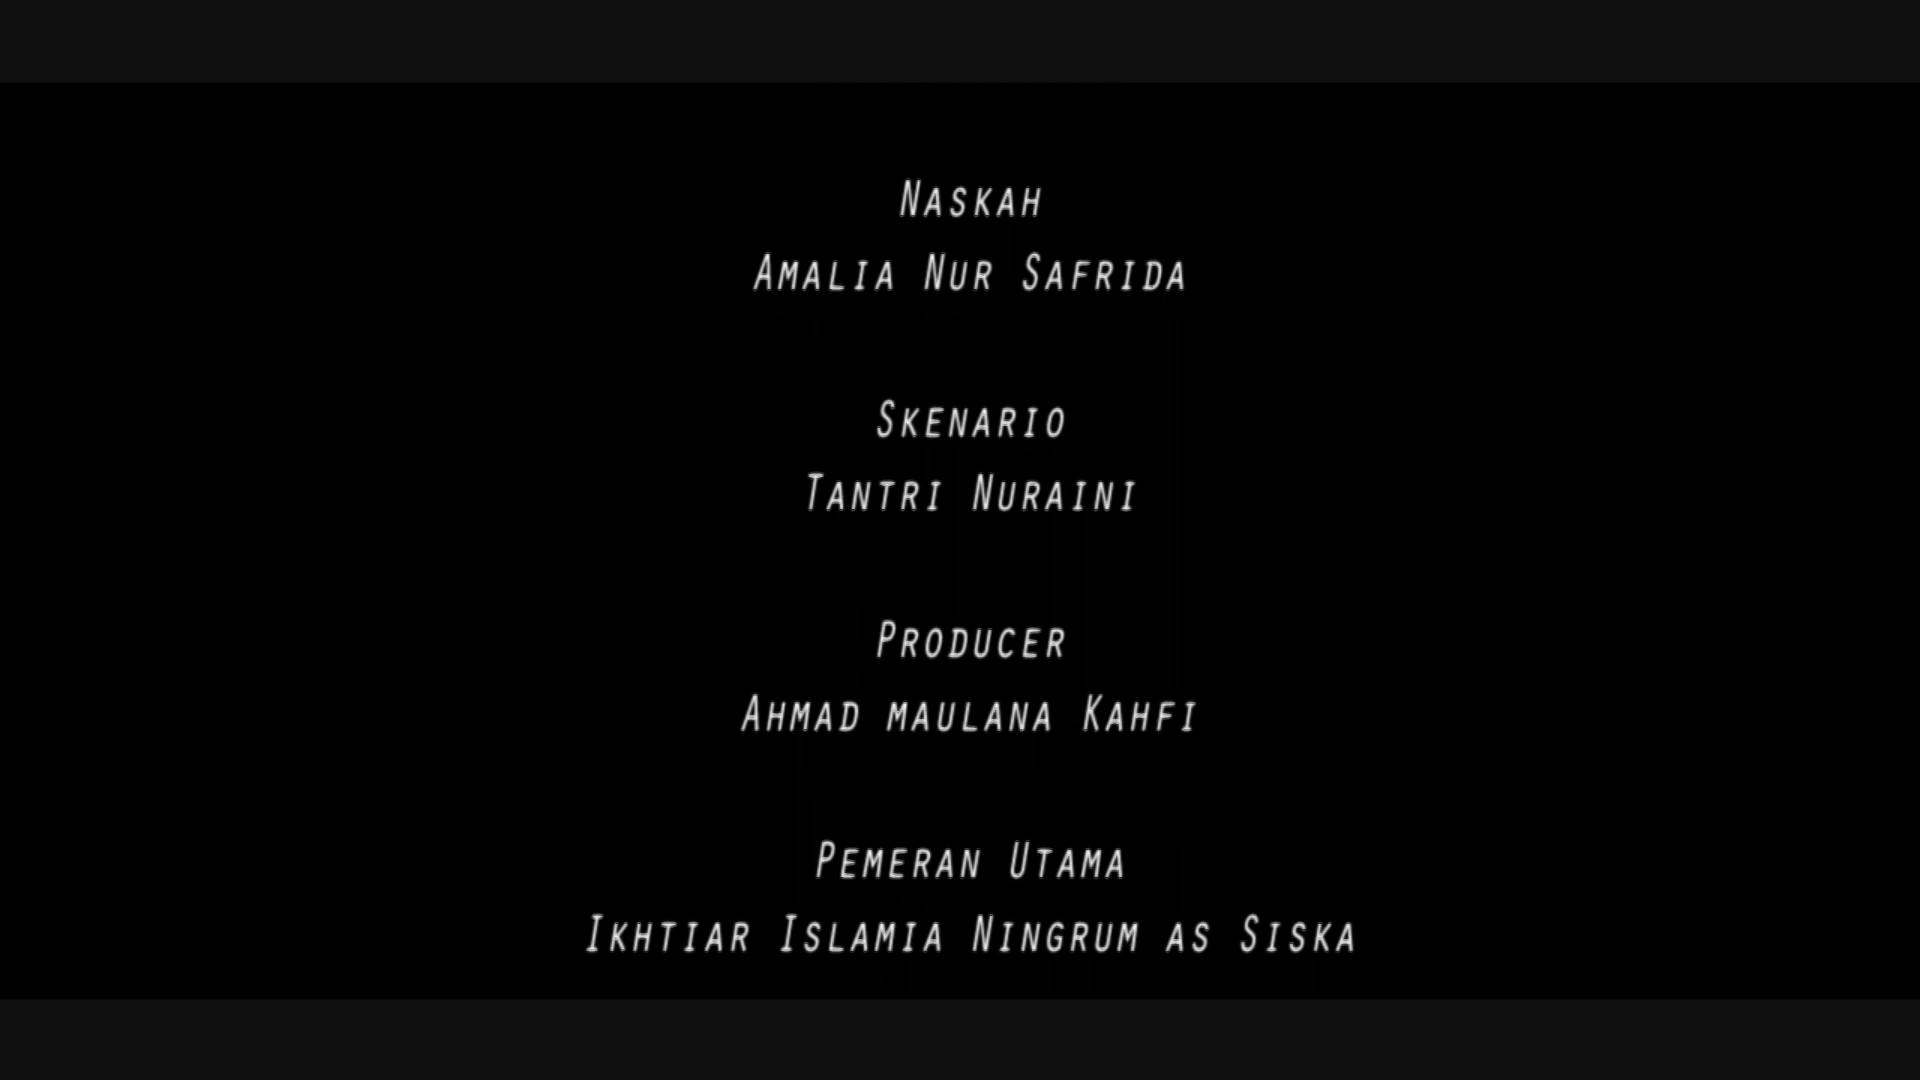 Naskah
Amalia Nur Safrida
Skenario
Tantri Nuraini
Producer
Ahmad maulana Kahfi
Pemeran Utama
Ikhtiar Islamia Ningrum as Siska